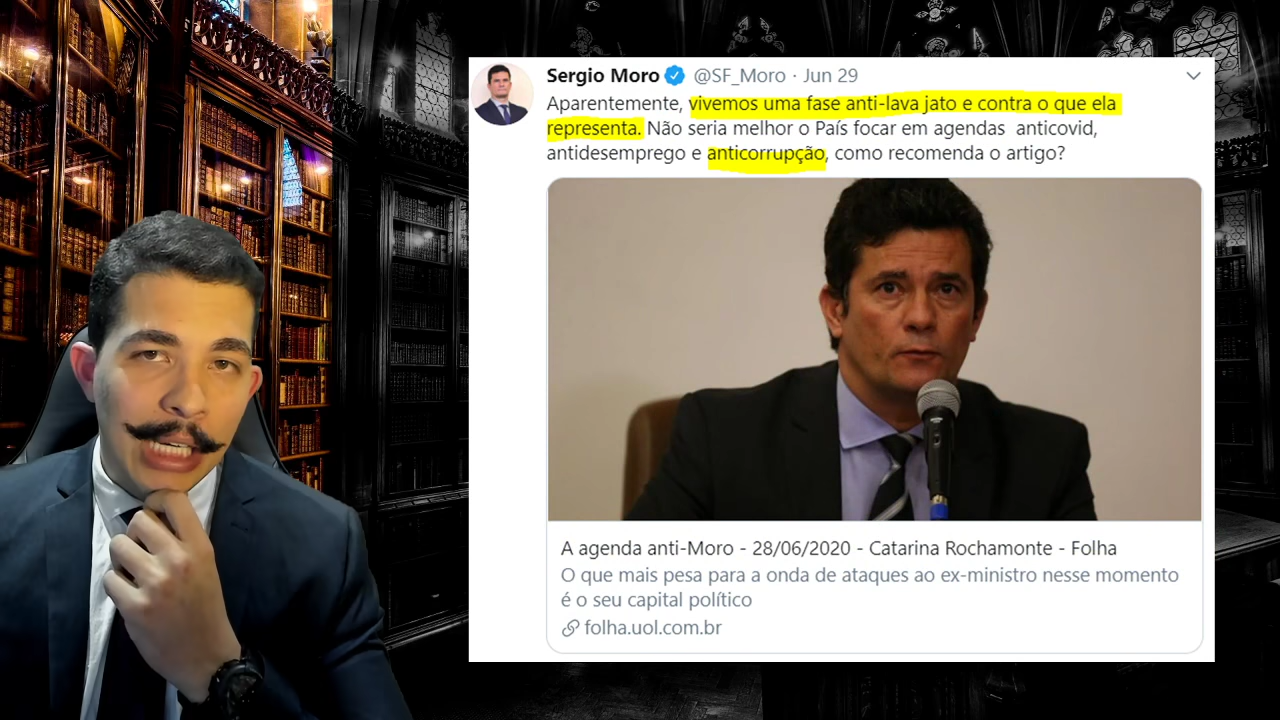 Sergio Moro @SF_Moro · Jun 29
Aparentemente, vivemos uma fase anti-lava jato e contra o que ela
representa. Não seria melhor o País focar em agendas anticovid,
antidesemprego e anticorrupção, como recomenda o artigo?
A agenda anti-Moro - 28/06/2020 - Catarina Rochamonte - Folha
O que mais pesa para a onda de ataques ao ex-ministro nesse momento
é o seu capital político
folha.uol.com.br